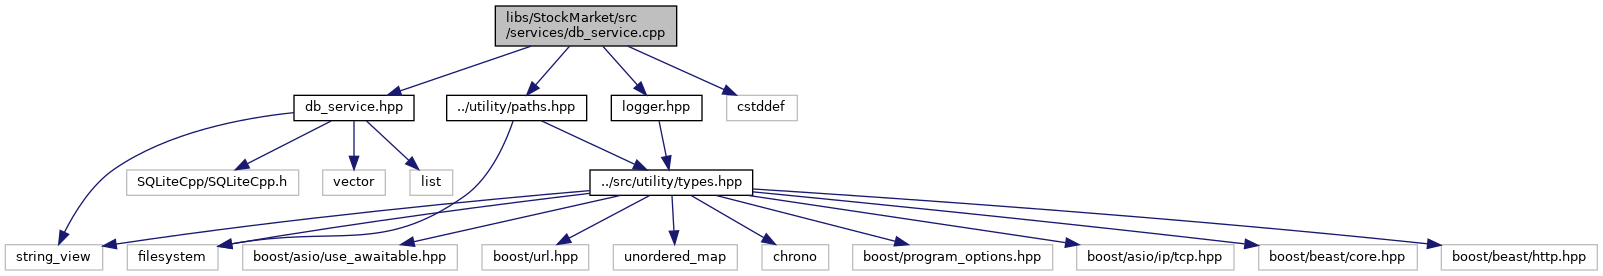 libs/StockMarket/src
/services/db_service.cpp
db_service.hpp
../utility/paths.hpp
logger.hpp
cstddef
SQLiteCpp/SQLiteCpp.h
vector
list
../src/utility/types.hpp
string_view
filesystem
boost/asio/use_awaitable.hpp
boost/url.hpp
unordered_map
chrono
boost/program_options.hpp
boost/asio/ip/tcp.hpp
boost/beast/core.hpp
boost/beast/http.hpp